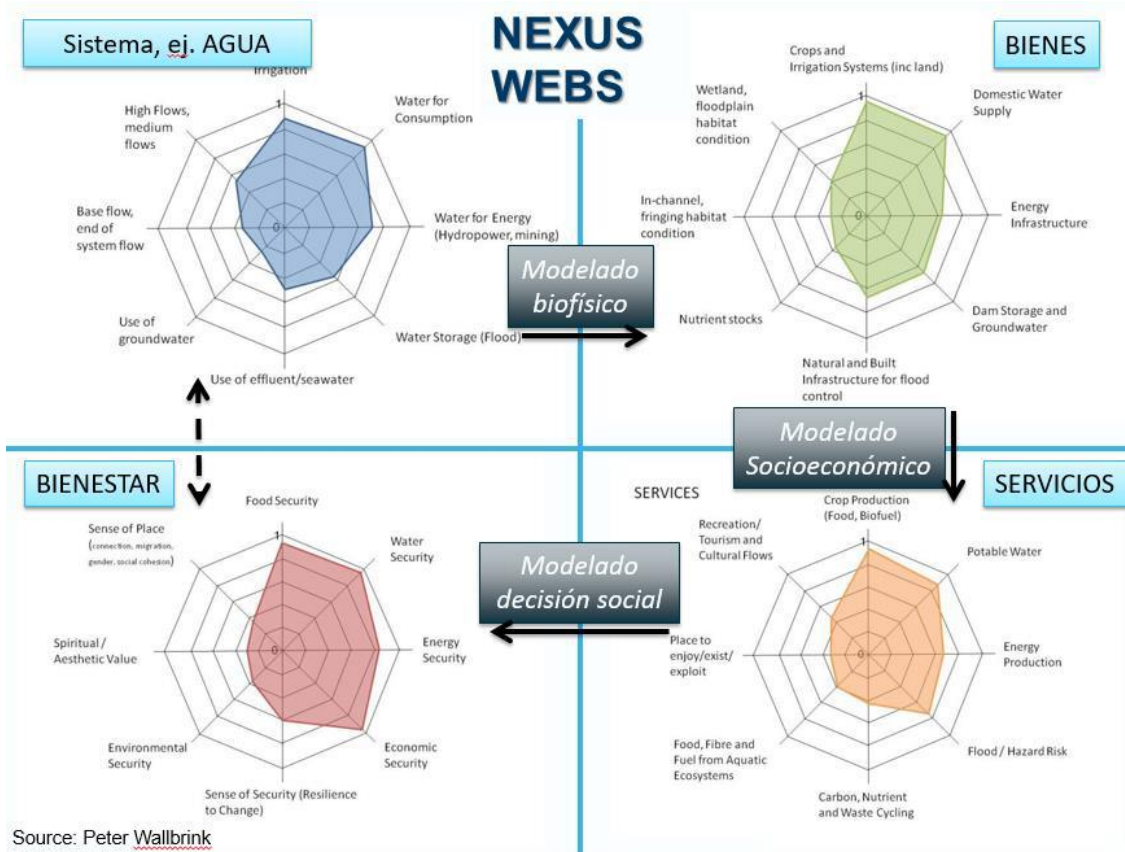 Sistema, ej. AGUA
NEXUS
WEBS
BIENES
Irrigation
High Flows,
medium
flows
Water for
Consumption
Base flow,
end of
system flow
1
0
Water for Energy
(Hydropower, mining)
Use of
groundwater
Water Storage (Flood)
Use of effluent/seawater
Modelado
biofísico
Crops and
Irrigation Systems (inc land)
Wetland,
floodplain
habitat
condition
1
Domestic Water
Supply
In-channel,
fringing habitat
condition
0
Energy
Infrastructure
Nutrient stocks
Dam Storage and
Groundwater
Natural and Built
Infrastructure for flood
control
Modelado
Socioeconómico
BIENESTAR
Food Security
Sense of Place
(connection, migration,
gender, social cohesion)
1
Water
Security
Spiritual /
Aesthetic Value
0
Energy
Security
Environmental
Security
Economic
Security
Sense of Security (Resilience
to Change)
Modelado
decisión social
SERVICIOS
SERVICES
Crop Production
(Food, Biofuel)
Recreation/
Tourism and
Cultural Flows
1
Potable Water
Place to
enjoy/exist/
exploit
0
Energy
Production
Food, Fibre and
Fuel from Aquatic
Ecosystems
Flood / Hazard Risk
Carbon, Nutrient
and Waste Cycling
Source: Peter Wallbrink